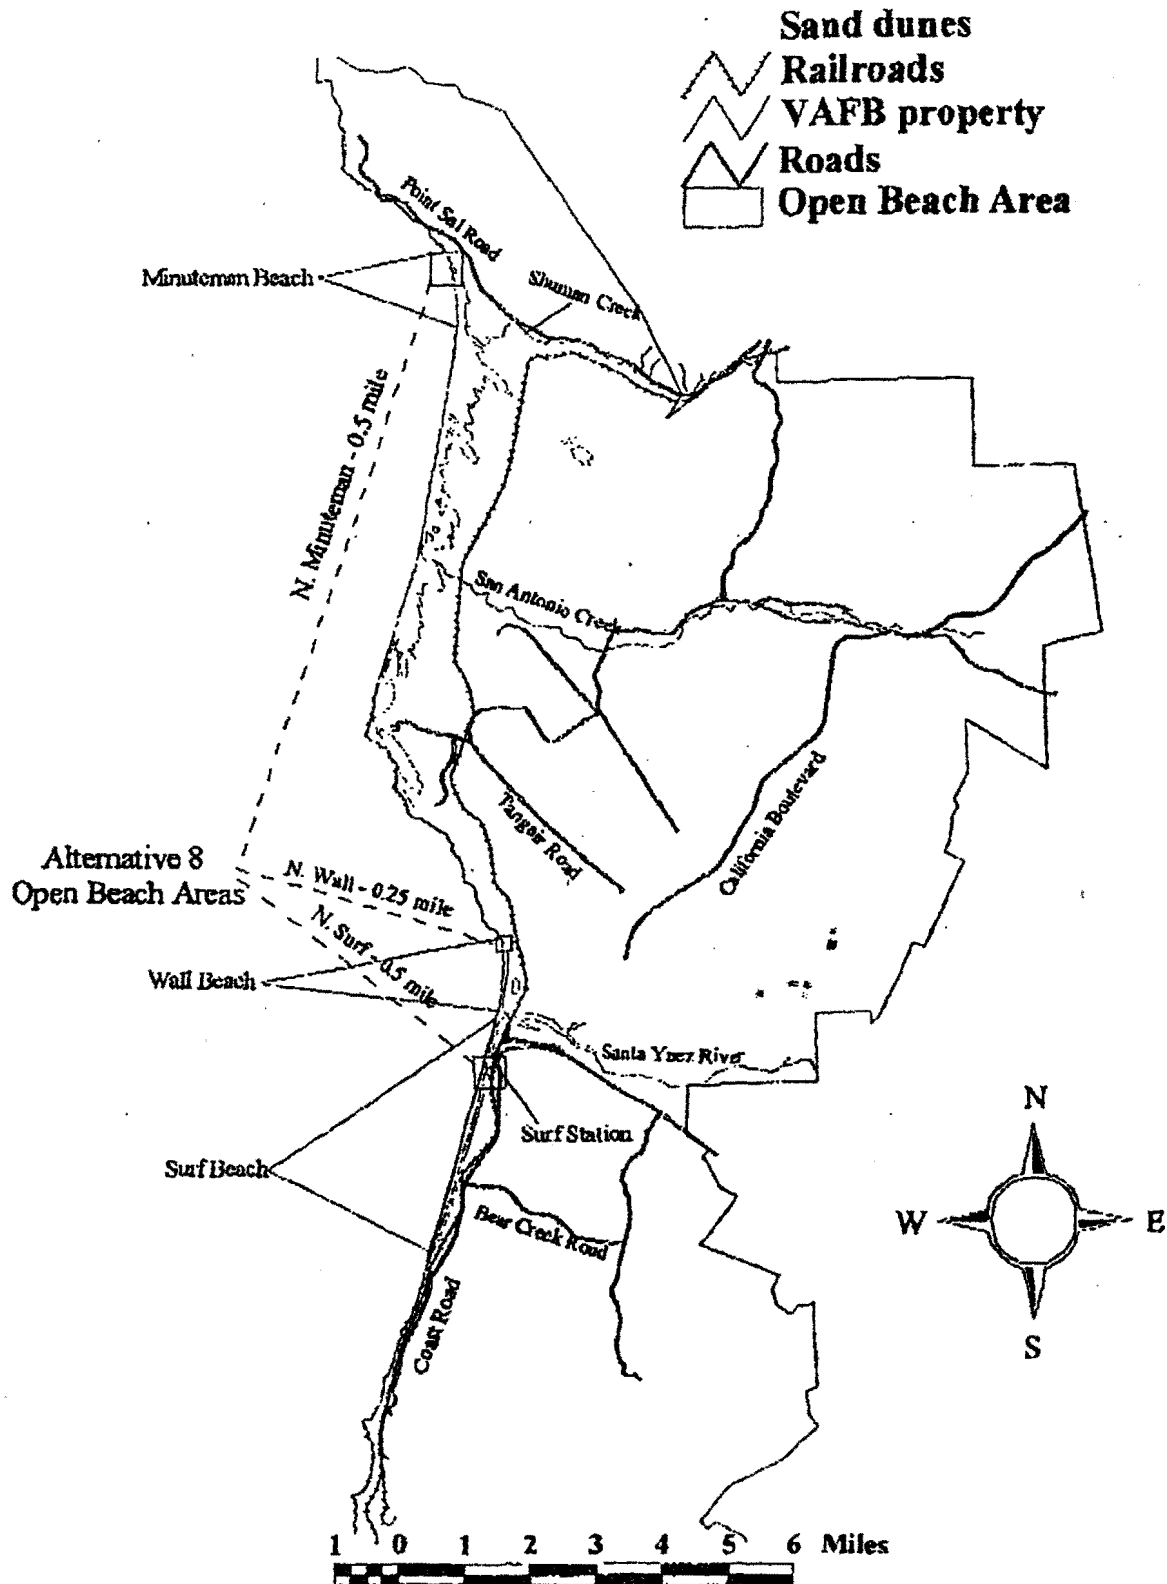 Sand dunes
Railroads
VAFB property
Roads
Open Beach Area
Point Sal Road
Minuteman Beach
Shuman Creek
N. Minuteman - 0.5 mile
San Antonio Creek
Tangair Road
California Boulevard
Alternative 8
Open Beach Areas
N. Wall - 0.25 mile
N. Surf - 0.5 mile
Wall Beach
Santa Ynez River
Surf Station
Surf Beach
Bear Creek Road
Coast Road
N
W
E
S
1 0 1 2 3 4 5 6 Miles